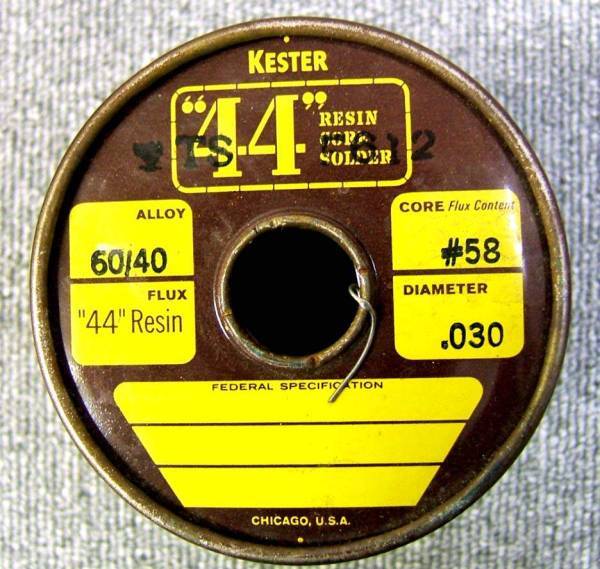 KESTER
"44"
RESIN
CORE
SOLDER
TS
ALLOY
60/40
FLUX
"44" Resin
CORE Flux Content
#58
DIAMETER
.030
FEDERAL SPECIFICATION
CHICAGO, U.S.A.